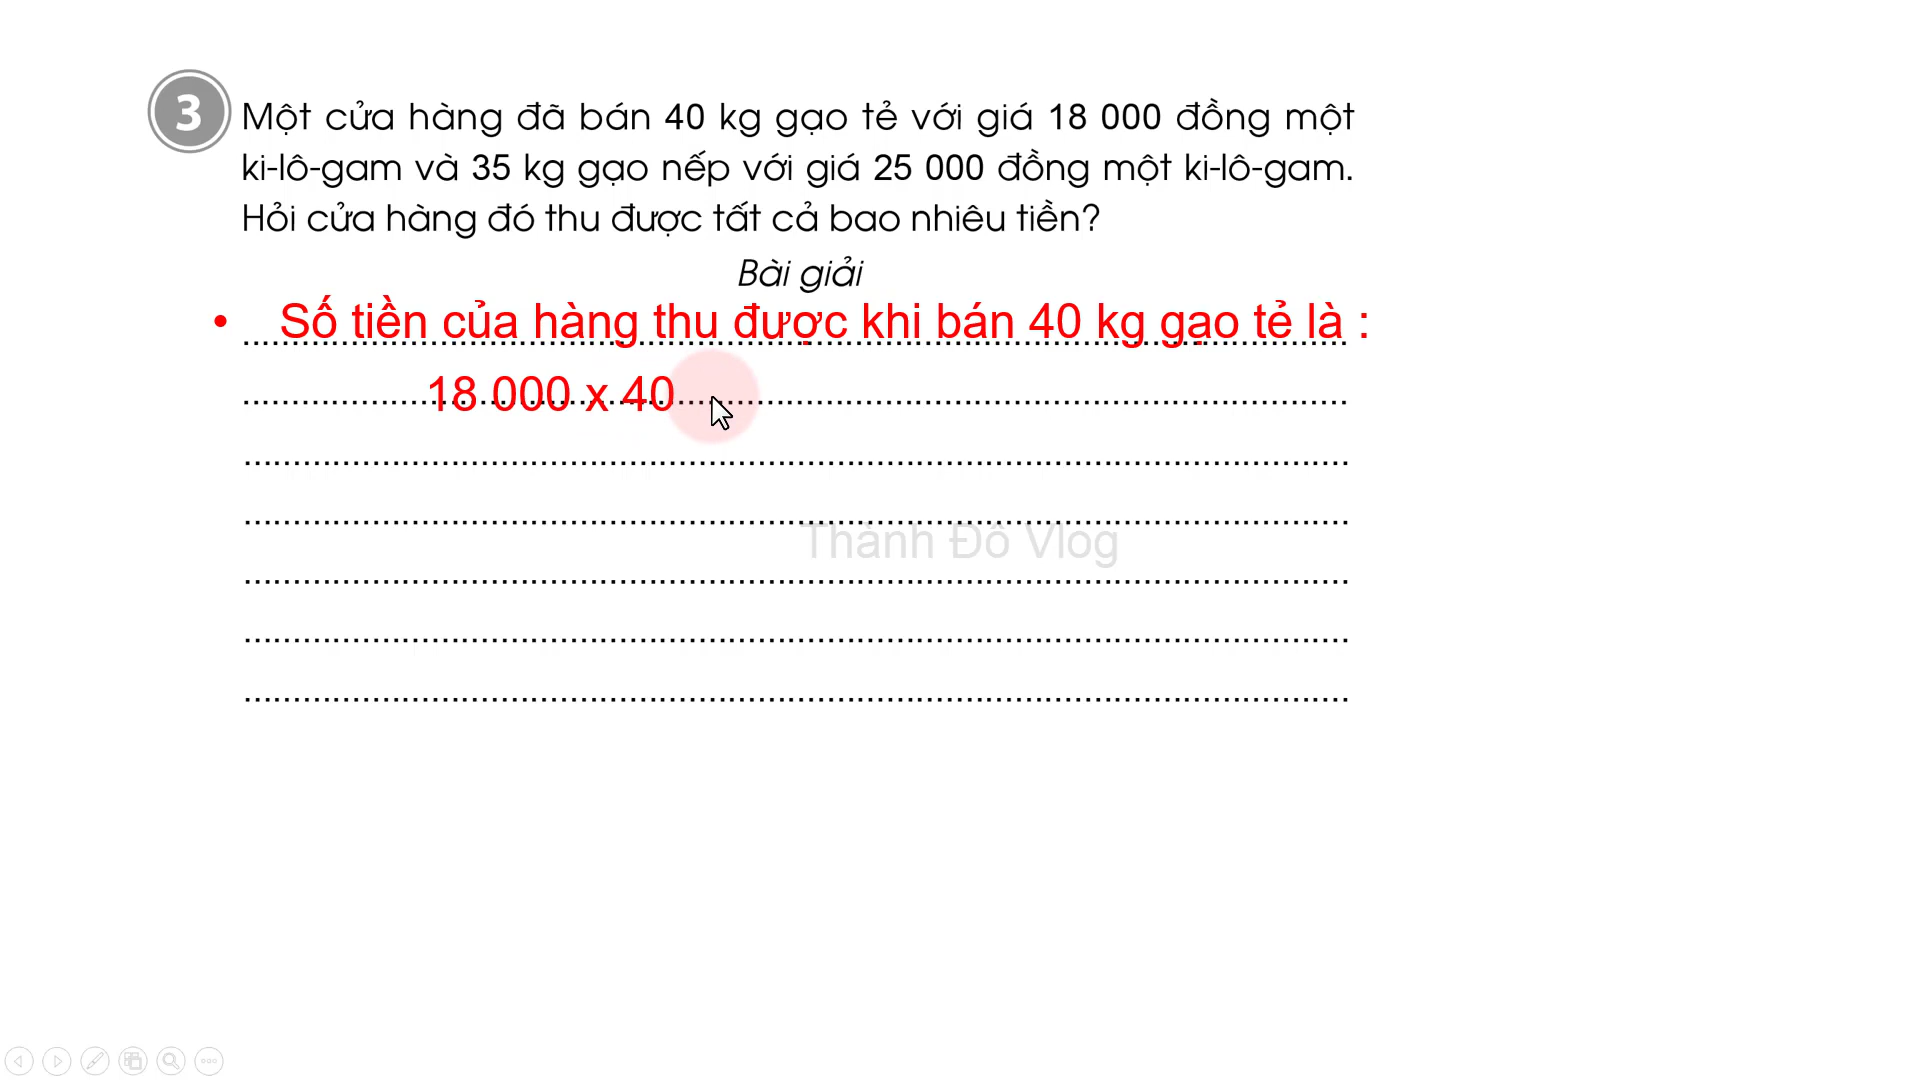 3
Một cửa hàng đã bán 40 kg gạo tẻ với giá 18 000 đồng một
ki-lô-gam và 35 kg gạo nếp với giá 25 000 đồng một ki-lô-gam.
Hỏi cửa hàng đó thu được tất cả bao nhiêu tiền?
Bài giải
• Số tiền của hàng thu được khi bán 40 kg gạo tẻ là :
18 000 x 40
Thành Đô Vlog